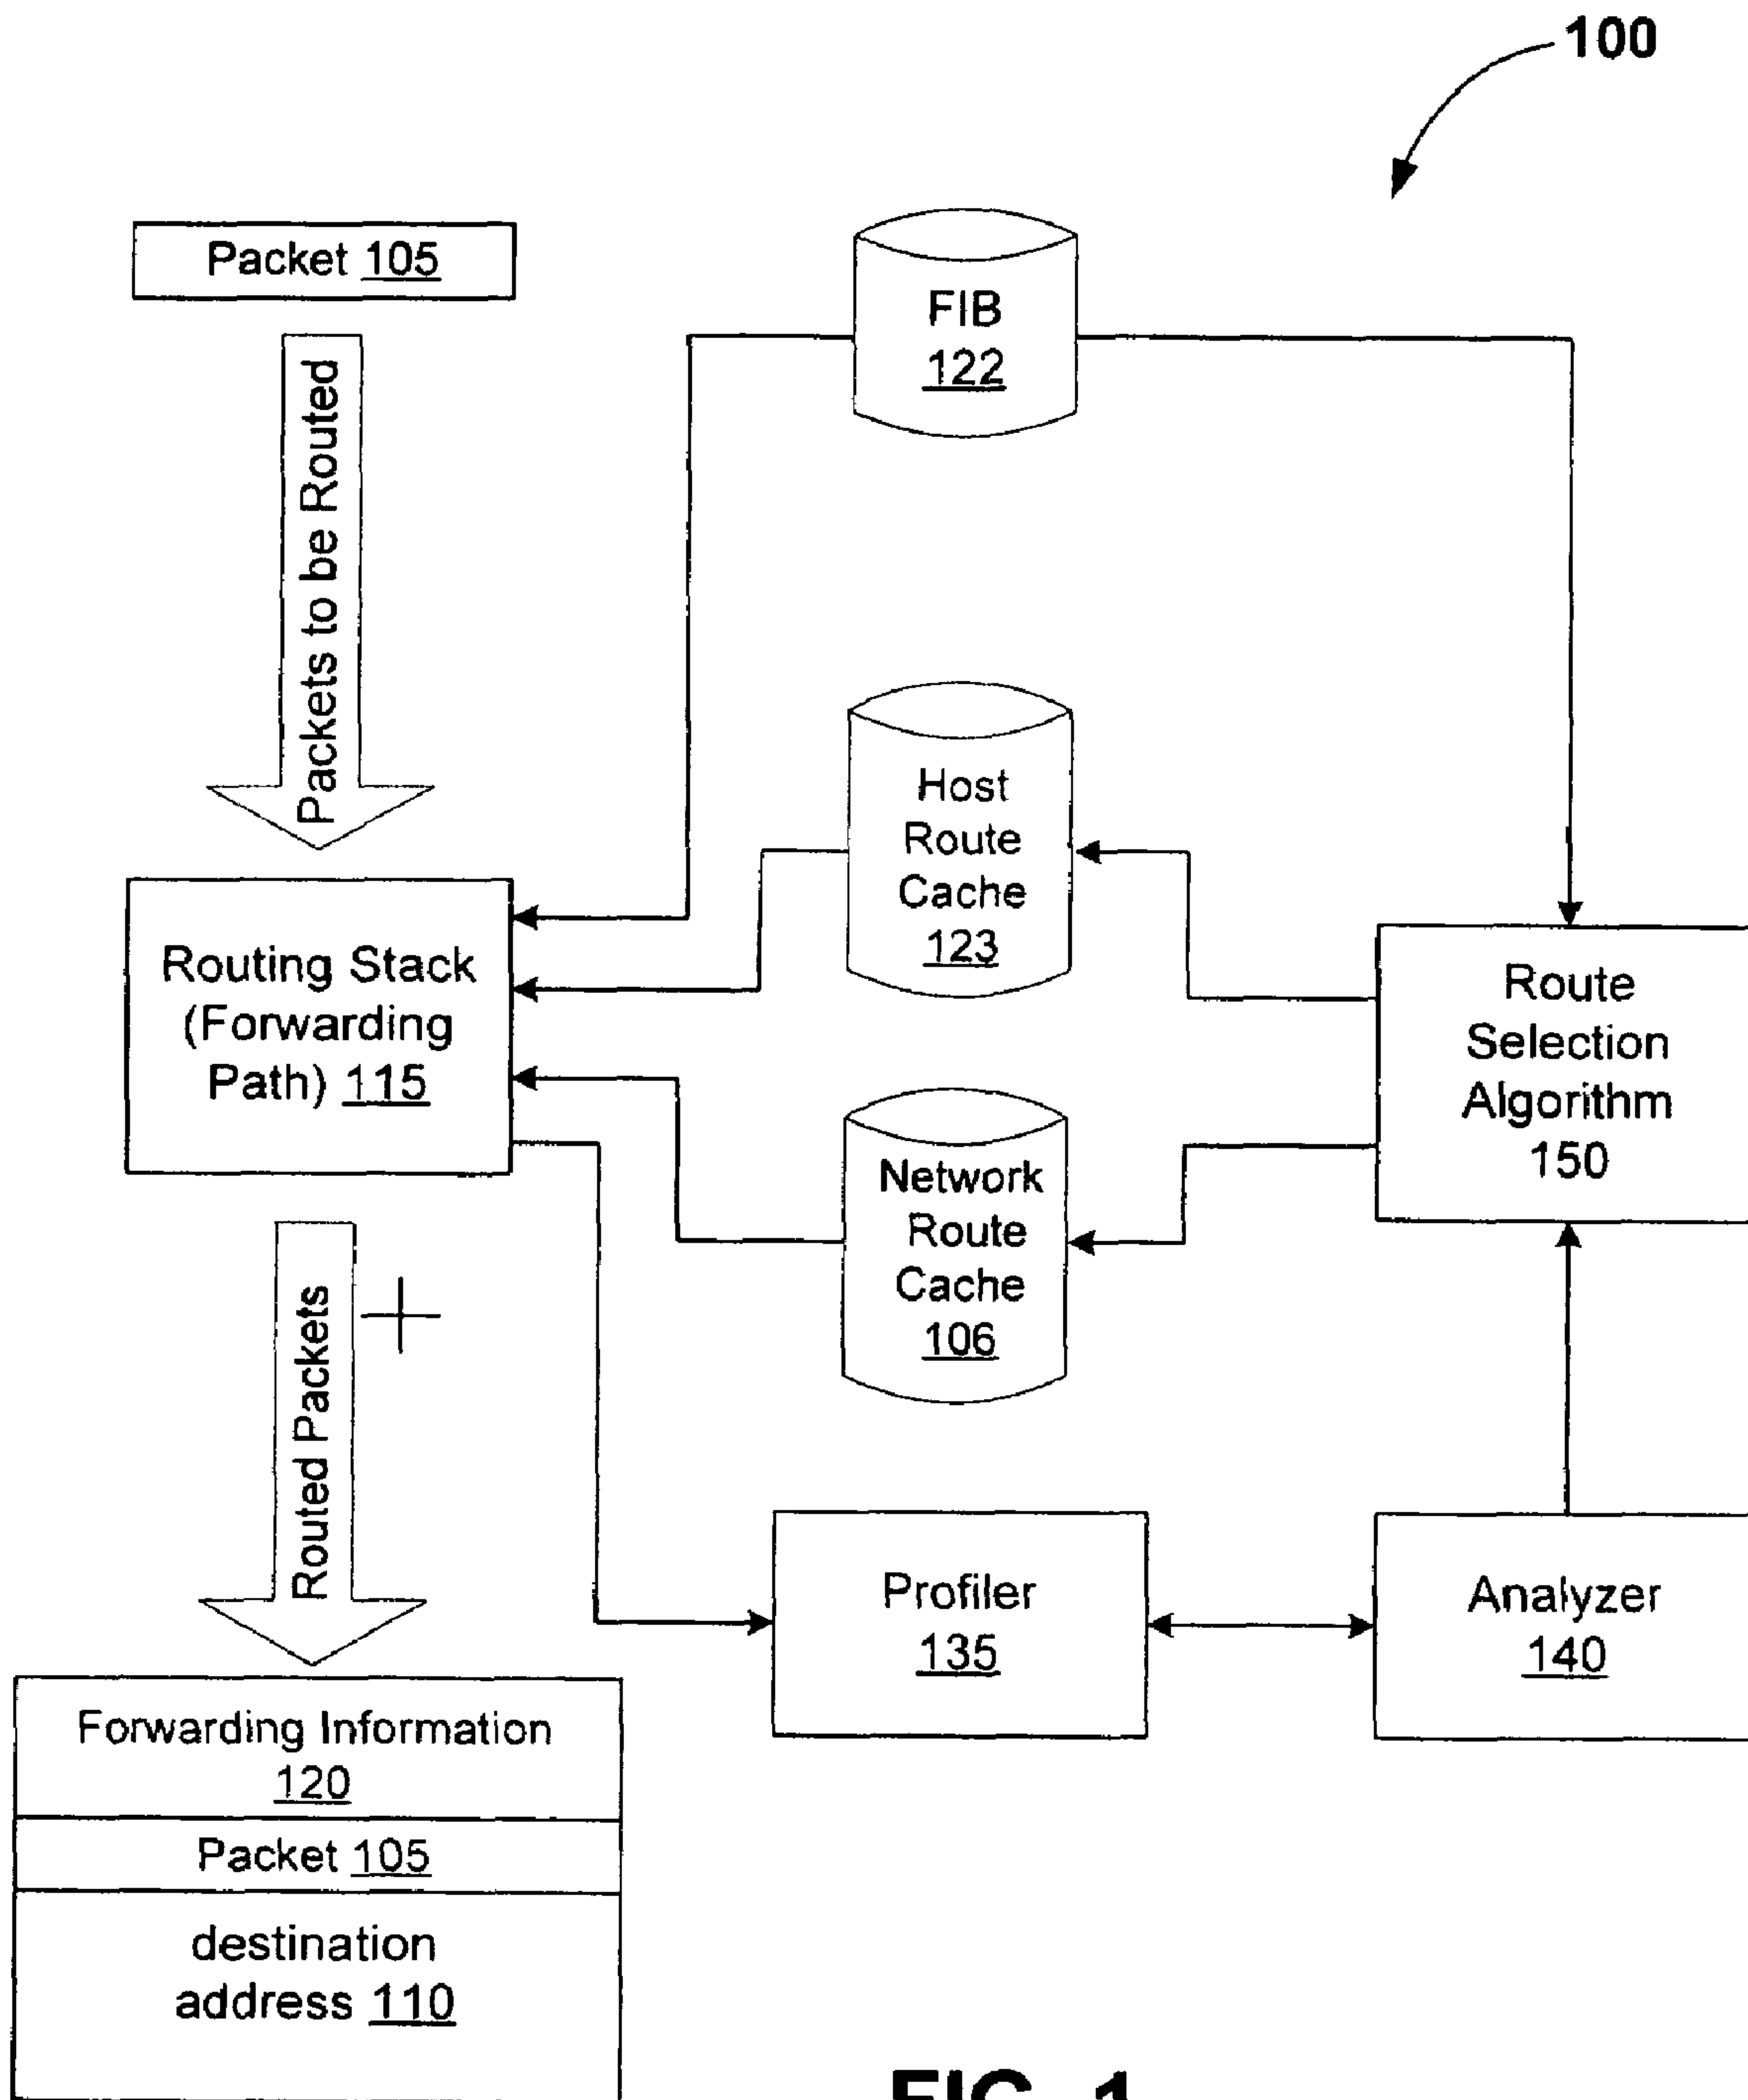 100
Packet 105
Packets to be Routed
FIB
122
Host
Route
Cache
123
Routing Stack
(Forwarding
Path) 115
Route
Selection
Algorithm
150
Network
Route
Cache
106
Routed Packets
Profiler
135
Analyzer
140
Forwarding Information
120
Packet 105
destination
address 110
FIG. 1